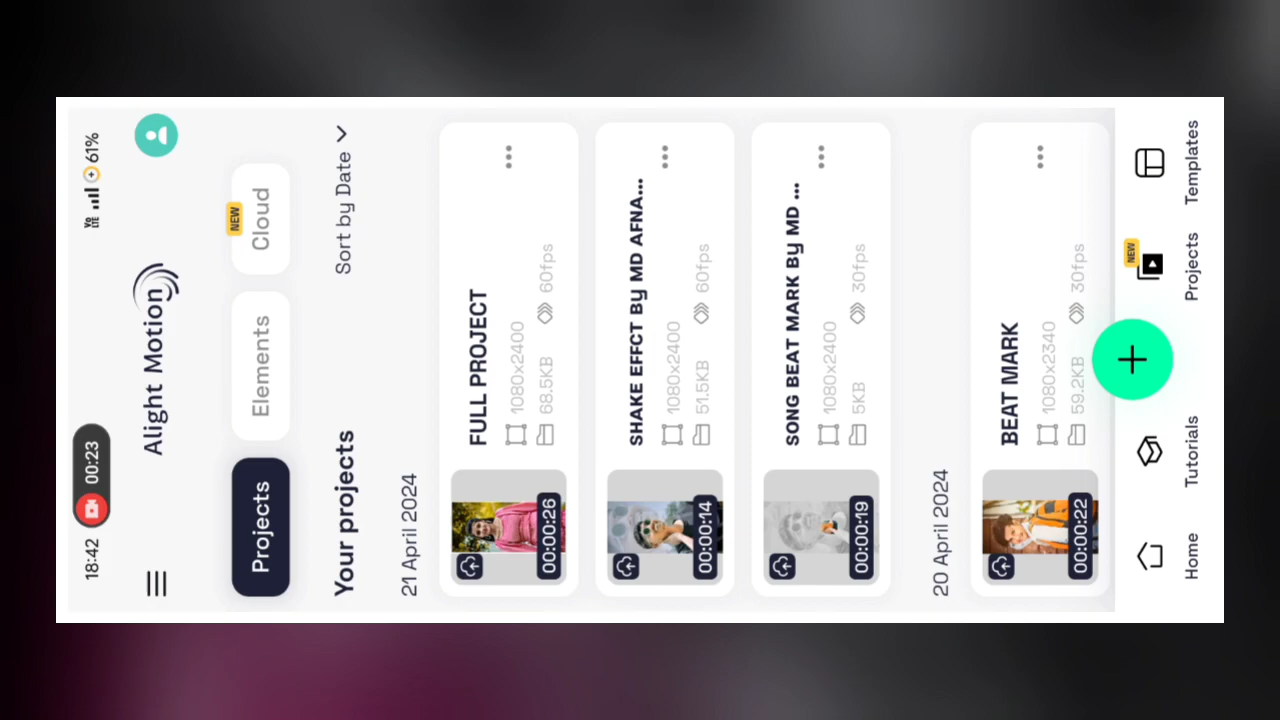 18:42 00:23 Vo LTE 61%
Alight Motion
Projects Elements Cloud NEW
Your projects Sort by Date
21 April 2024
FULL PROJECT
1080x2400
68.5KB 60fps
00:00:26
SHAKE EFFCT By MD AFNA...
1080x2400
51.5KB 60fps
00:00:14
SONG BEAT MARK By MD ...
1080x2400
5KB 30fps
00:00:19
20 April 2024
BEAT MARK
1080x2340
59.2KB 30fps
00:00:22
NEW
Home Tutorials Projects Templates